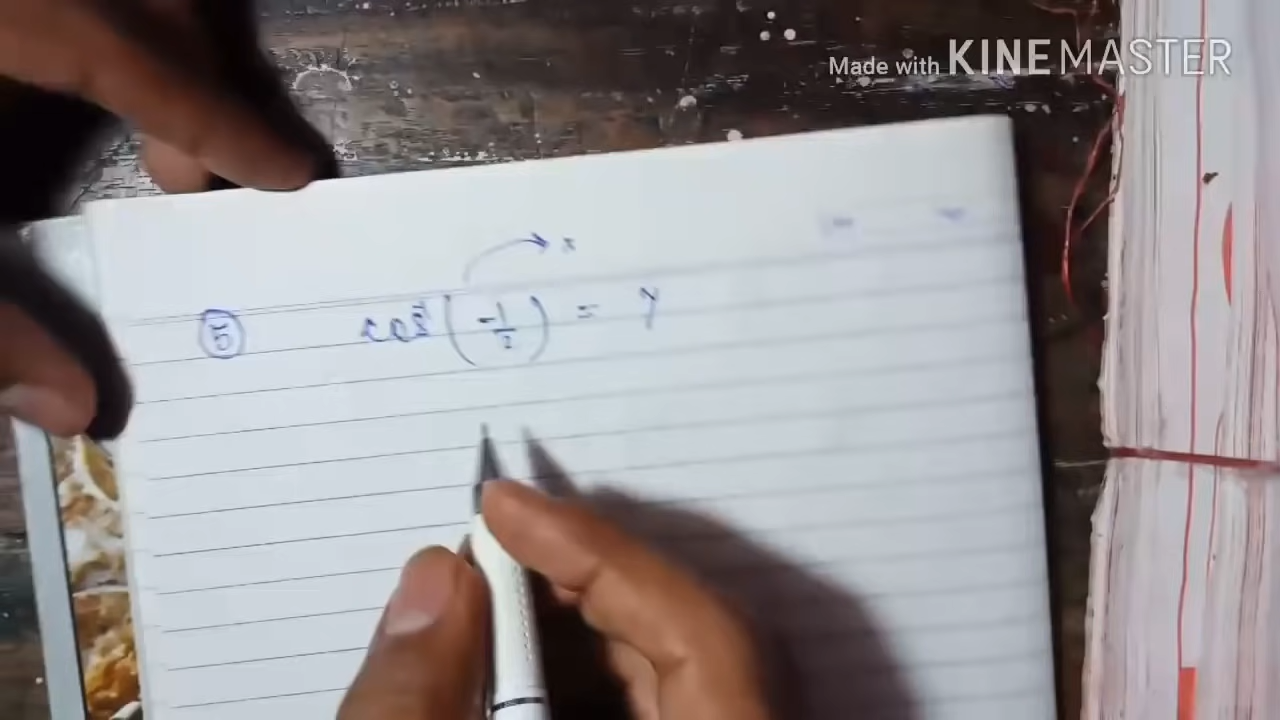 Made with KINEMASTER
x
5 cos⁻¹(-1/2) = y